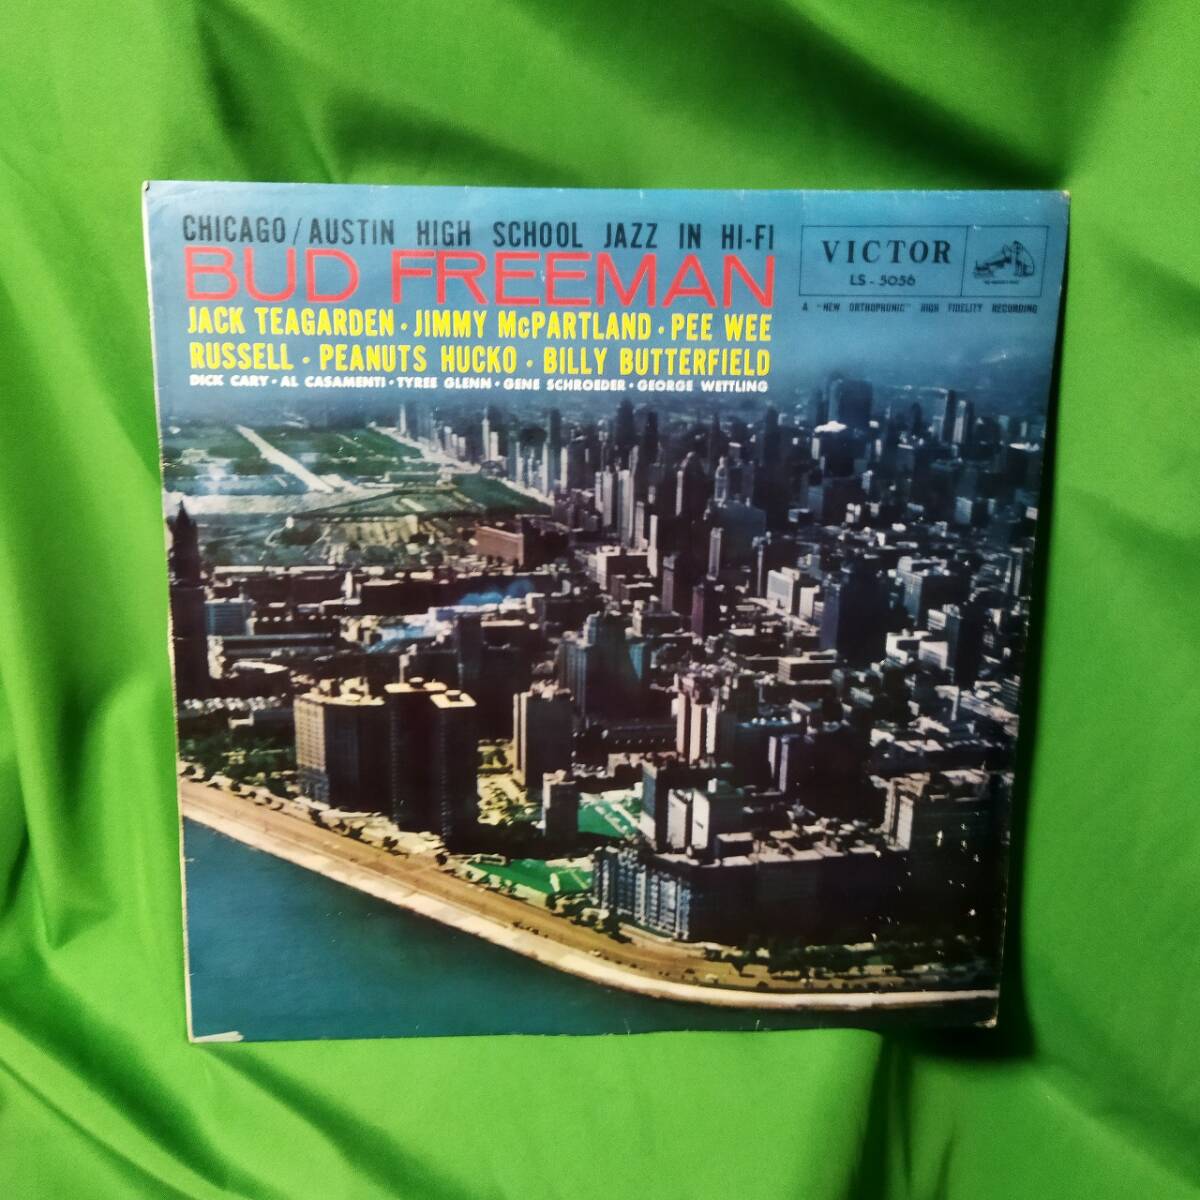 CHICAGO/AUSTIN HIGH SCHOOL JAZZ IN HI-FI
BUD FREEMAN
JACK TEAGARDEN · JIMMY McPARTLAND · PEE WEE
RUSSELL · PEANUTS HUCKO · BILLY BUTTERFIELD
DICK CARY · AL CASAMENTI · TYREE GLENN · GENE SCHROEDER · GEORGE WETTLING
VICTOR
LS - 5056
A "NEW ORTHOPHONIC" HIGH FIDELITY RECORDING